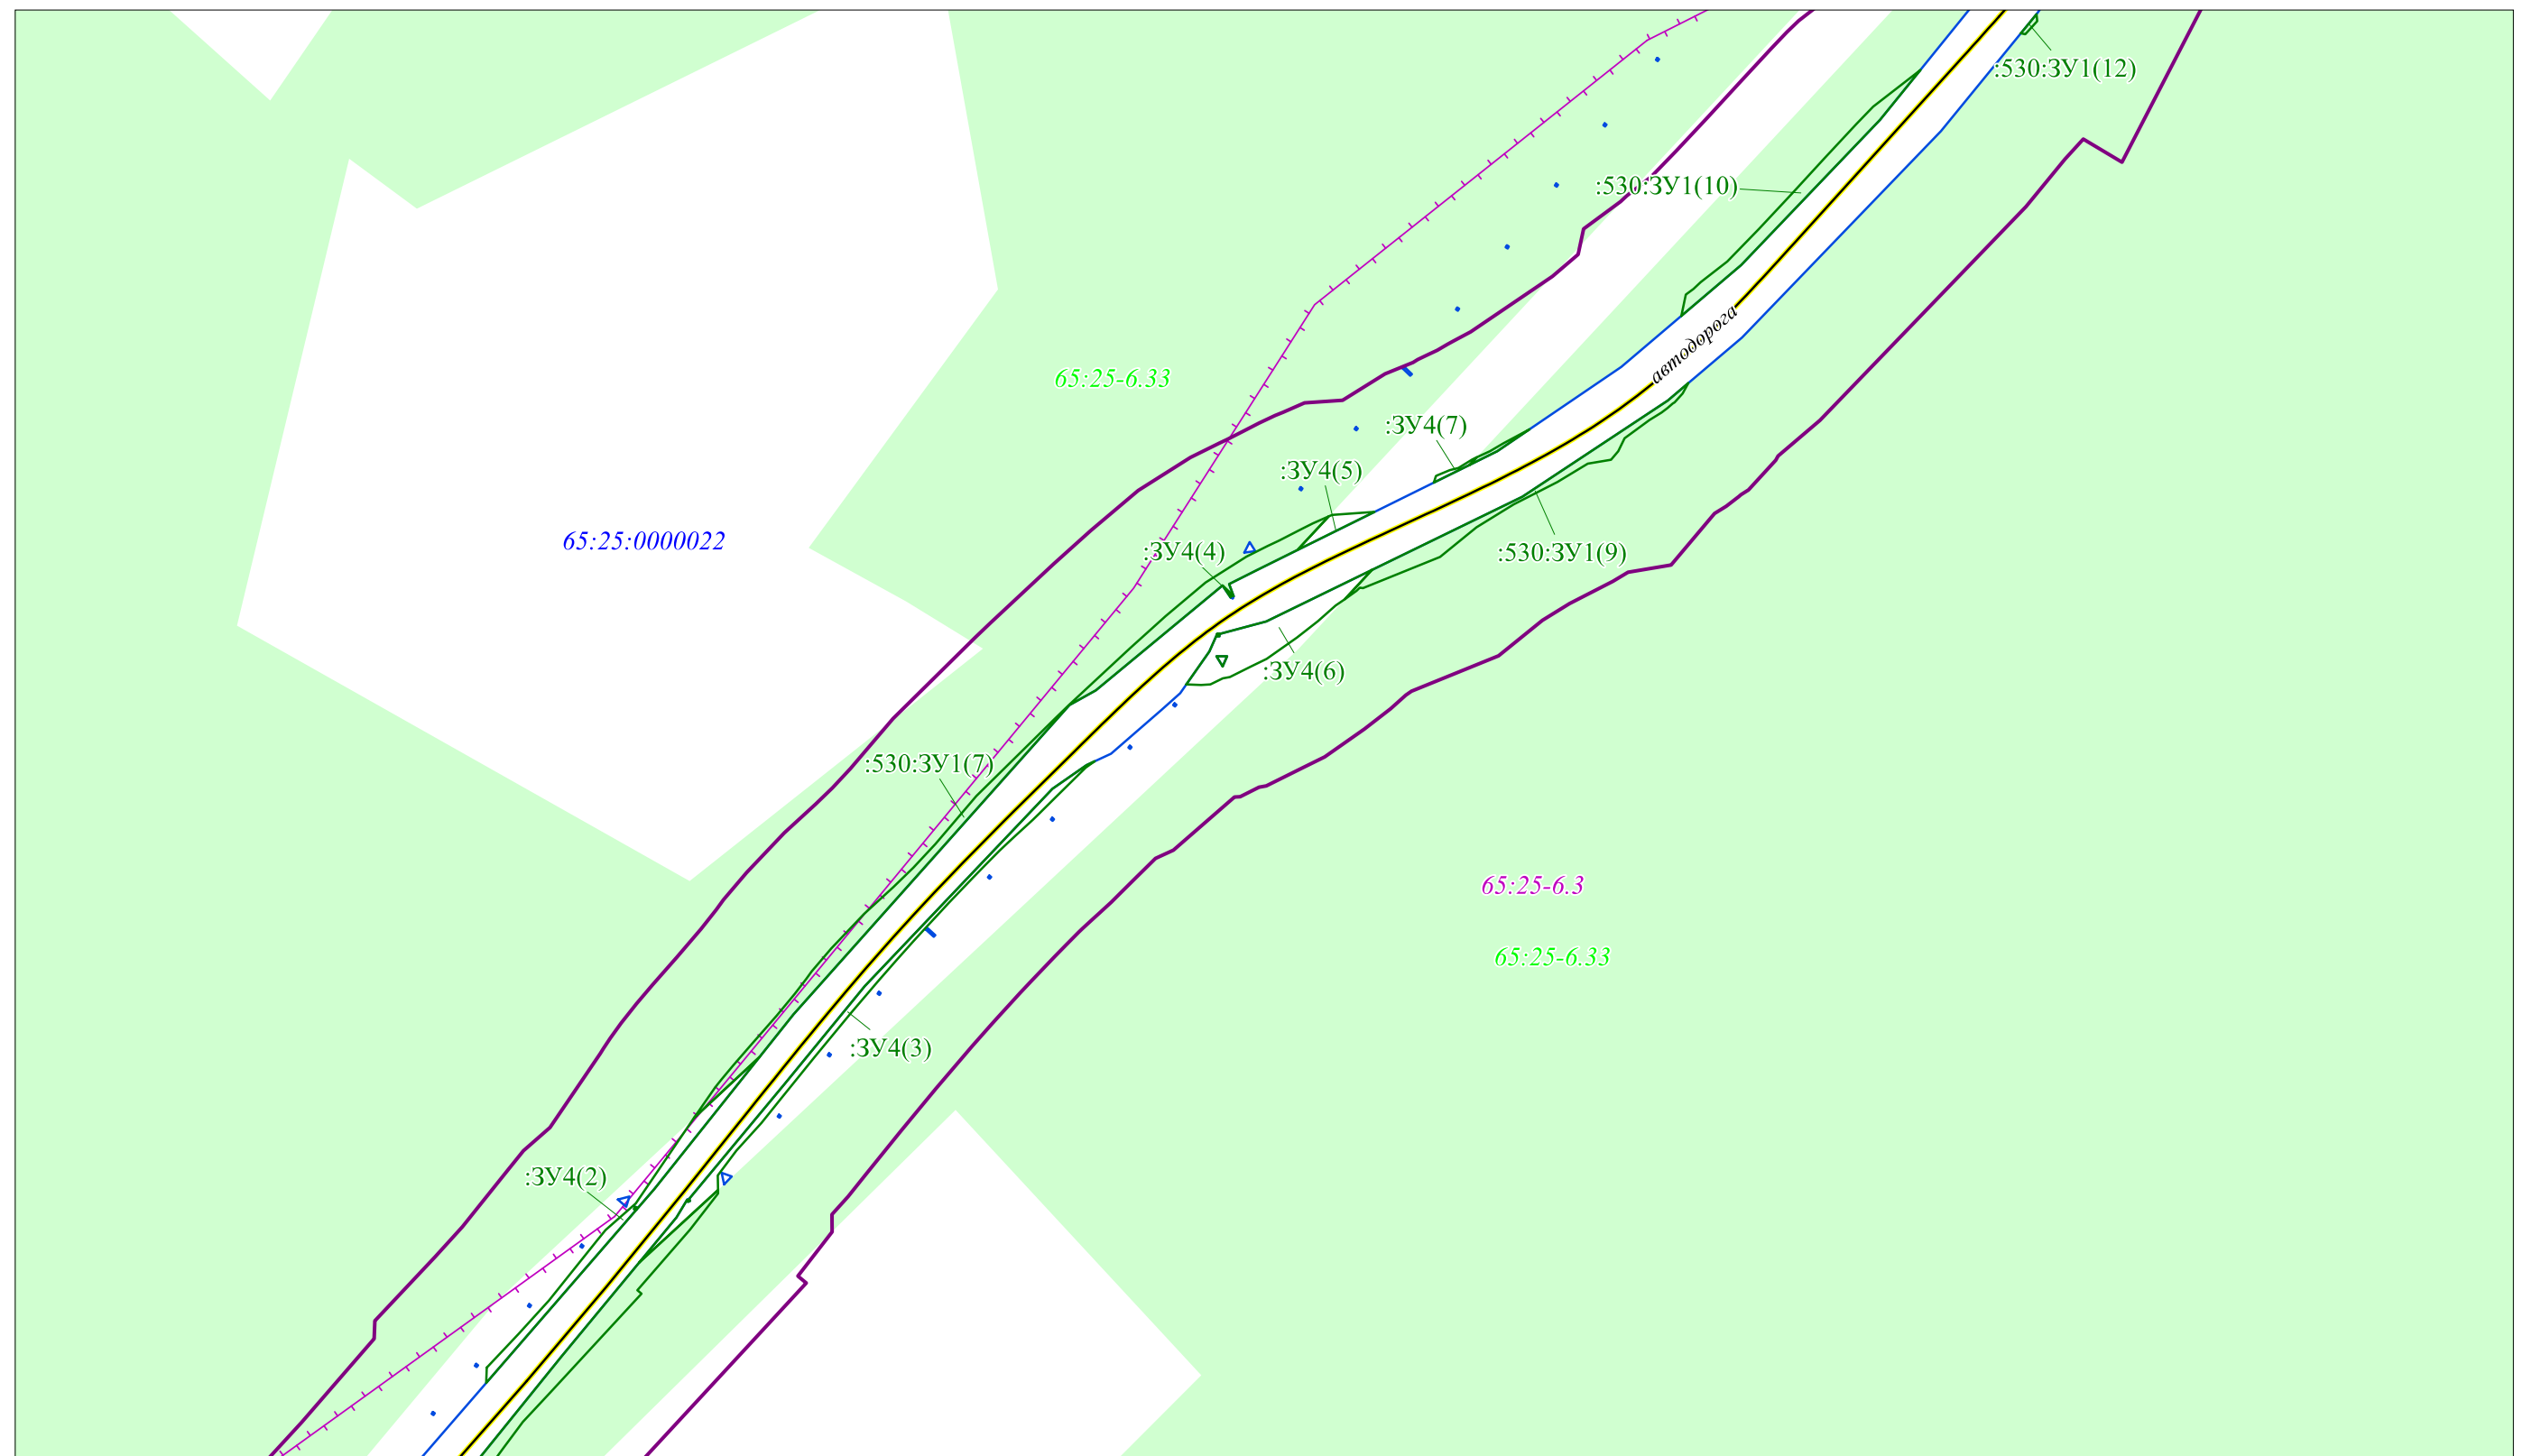 :530:ЗУ1(12)
:530:ЗУ1(10)
автодорога
65:25-6.33
:ЗУ4(7)
:ЗУ4(5)
65:25:0000022
:ЗУ4(4)
:530:ЗУ1(9)
:ЗУ4(6)
:530:ЗУ1(7)
65:25-6.3
65:25-6.33
:ЗУ4(3)
:ЗУ4(2)